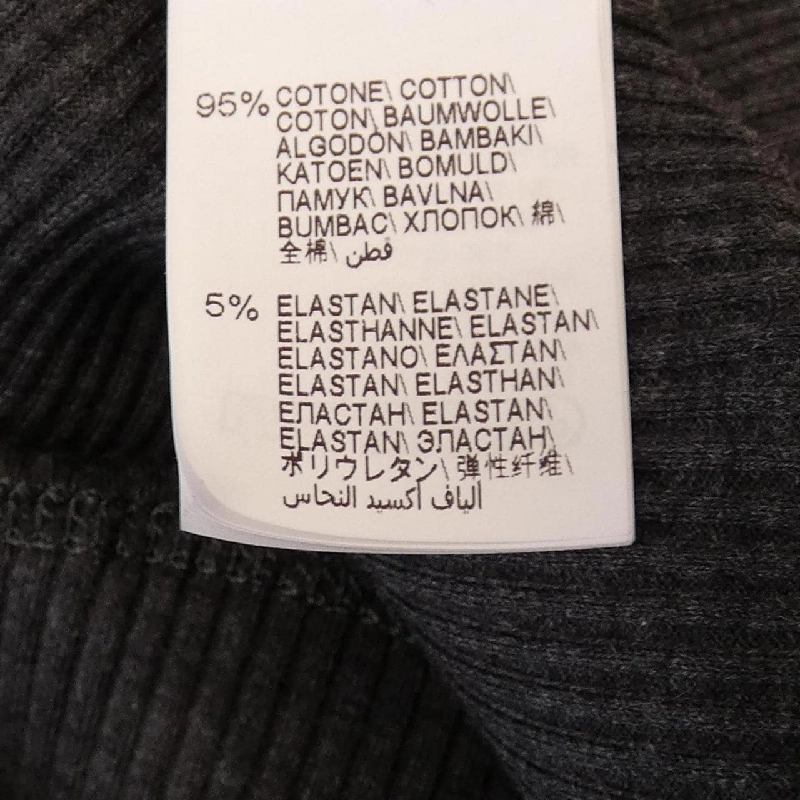 95% COTONE\ COTTON\
COTON\ BAUMWOLLE\
ALGODÓN\ BAMBAKI\
KATOEN\ BOMULD\
ПАМУК\ BAVLNA\
BUMBAC\ ХЛОПОК\ 綿\
全棉\ قطن
5% ELASTAN\ ELASTANE\
ELASTHANNE\ ELASTAN\
ELASTANO\ ΕΛΑΣΤΑΝ\
ELASTAN\ ELASTHAN\
ЕЛАСТАН\ ELASTAN\
ELASTAN\ ЭЛАСТАН\
ポリウレタン\ 弹性纤维\
ألياف أكسيد النحاس